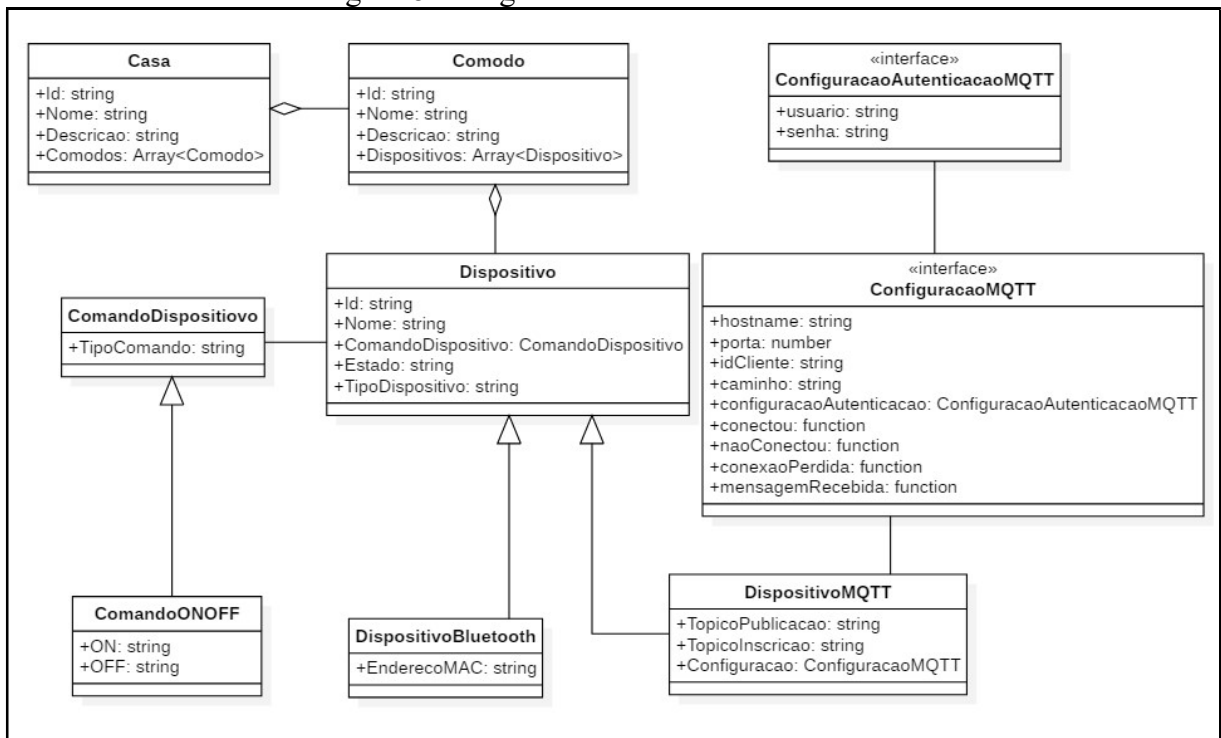 Casa
+Id: string
+Nome: string
+Descricao: string
+Comodos: Array<Comodo>
Comodo
+Id: string
+Nome: string
+Descricao: string
+Dispositivos: Array<Dispositivo>
«interface»
ConfiguracaoAutenticacaoMQTT
+usuario: string
+senha: string
Dispositivo
+Id: string
+Nome: string
+ComandoDispositivo: ComandoDispositivo
+Estado: string
+TipoDispositivo: string
ComandoDispositiovo
+TipoComando: string
«interface»
ConfiguracaoMQTT
+hostname: string
+porta: number
+idCliente: string
+caminho: string
+configuracaoAutenticacao: ConfiguracaoAutenticacaoMQTT
+conectou: function
+naoConectou: function
+conexaoPerdida: function
+mensagemRecebida: function
ComandoONOFF
+ON: string
+OFF: string
DispositivoBluetooth
+EnderecoMAC: string
DispositivoMQTT
+TopicoPublicacao: string
+TopicoInscricao: string
+Configuracao: ConfiguracaoMQTT